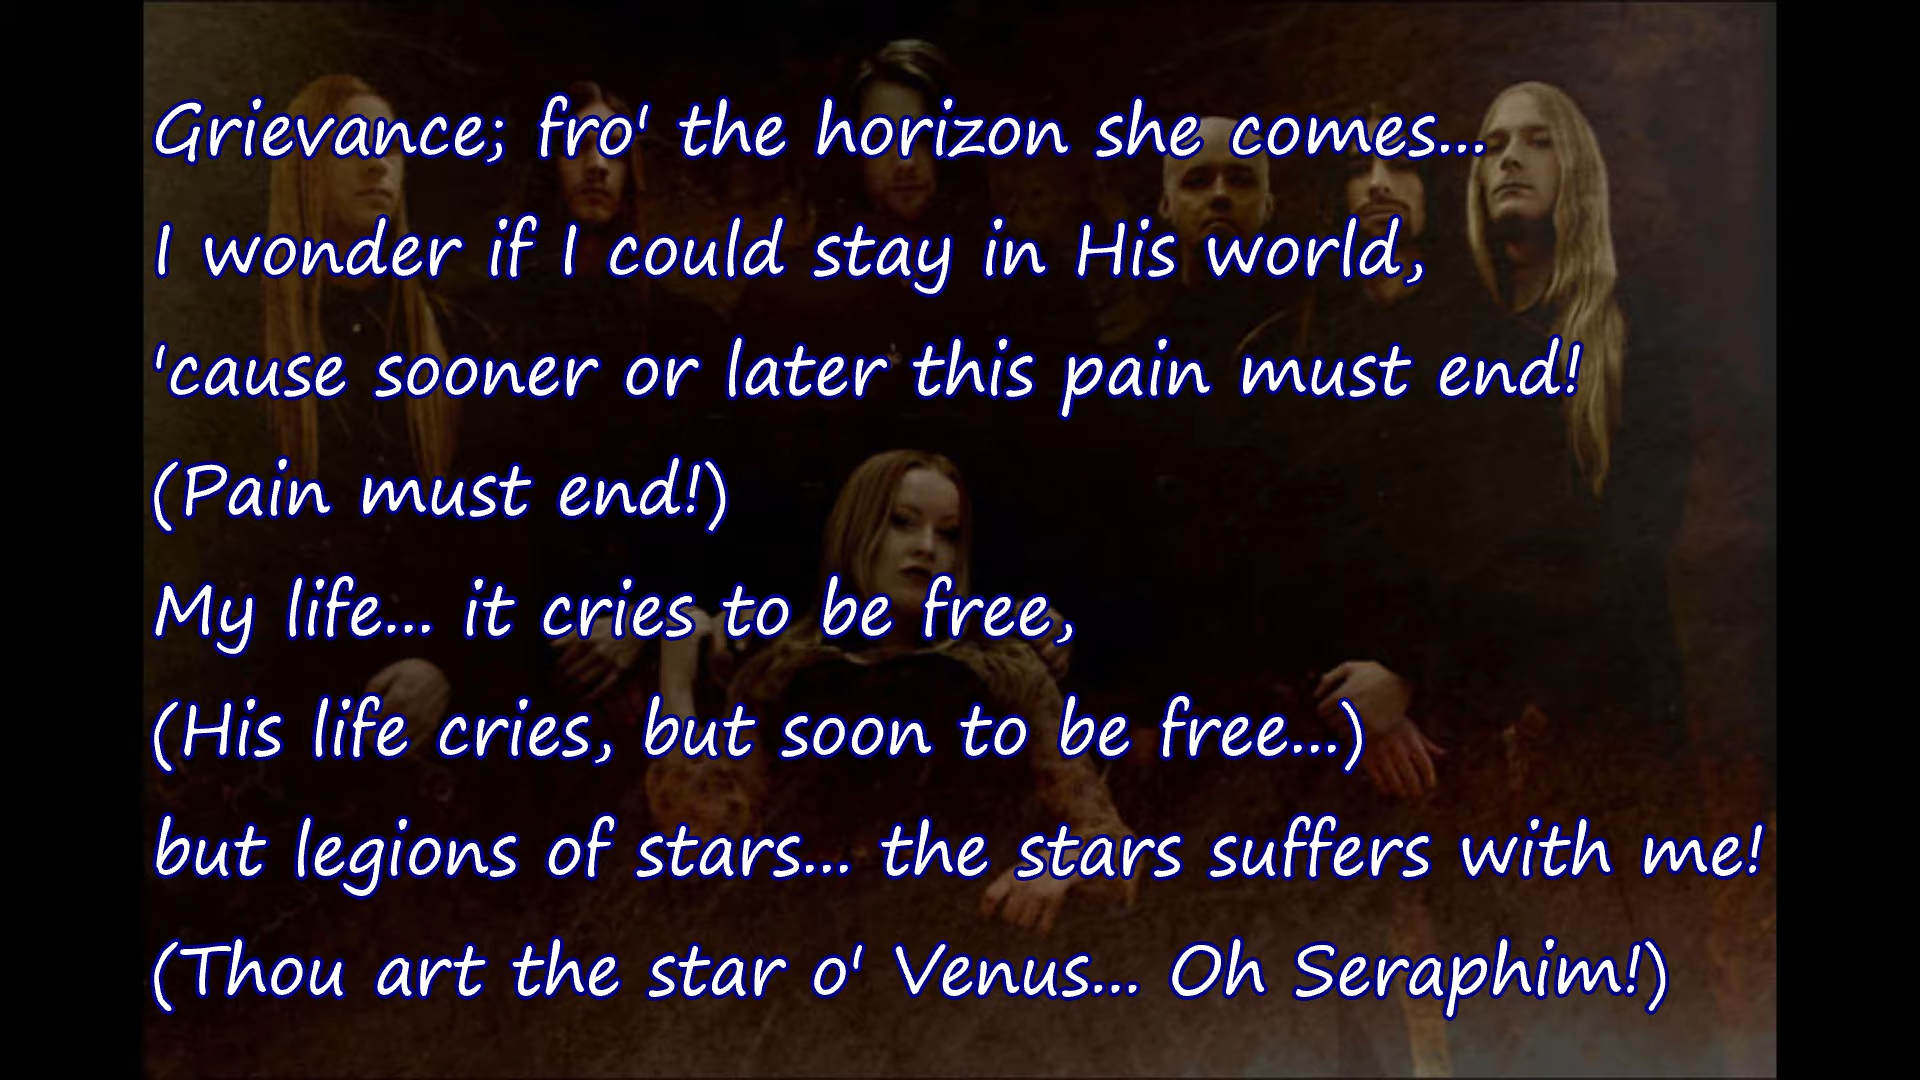 Grievance; fro' the horizon she comes...
I wonder if I could stay in His world,
'cause sooner or later this pain must end!
(Pain must end!)
My life... it cries to be free,
(His life cries, but soon to be free...)
but legions of stars... the stars suffers with me!
(Thou art the star o' Venus... Oh Seraphim!)